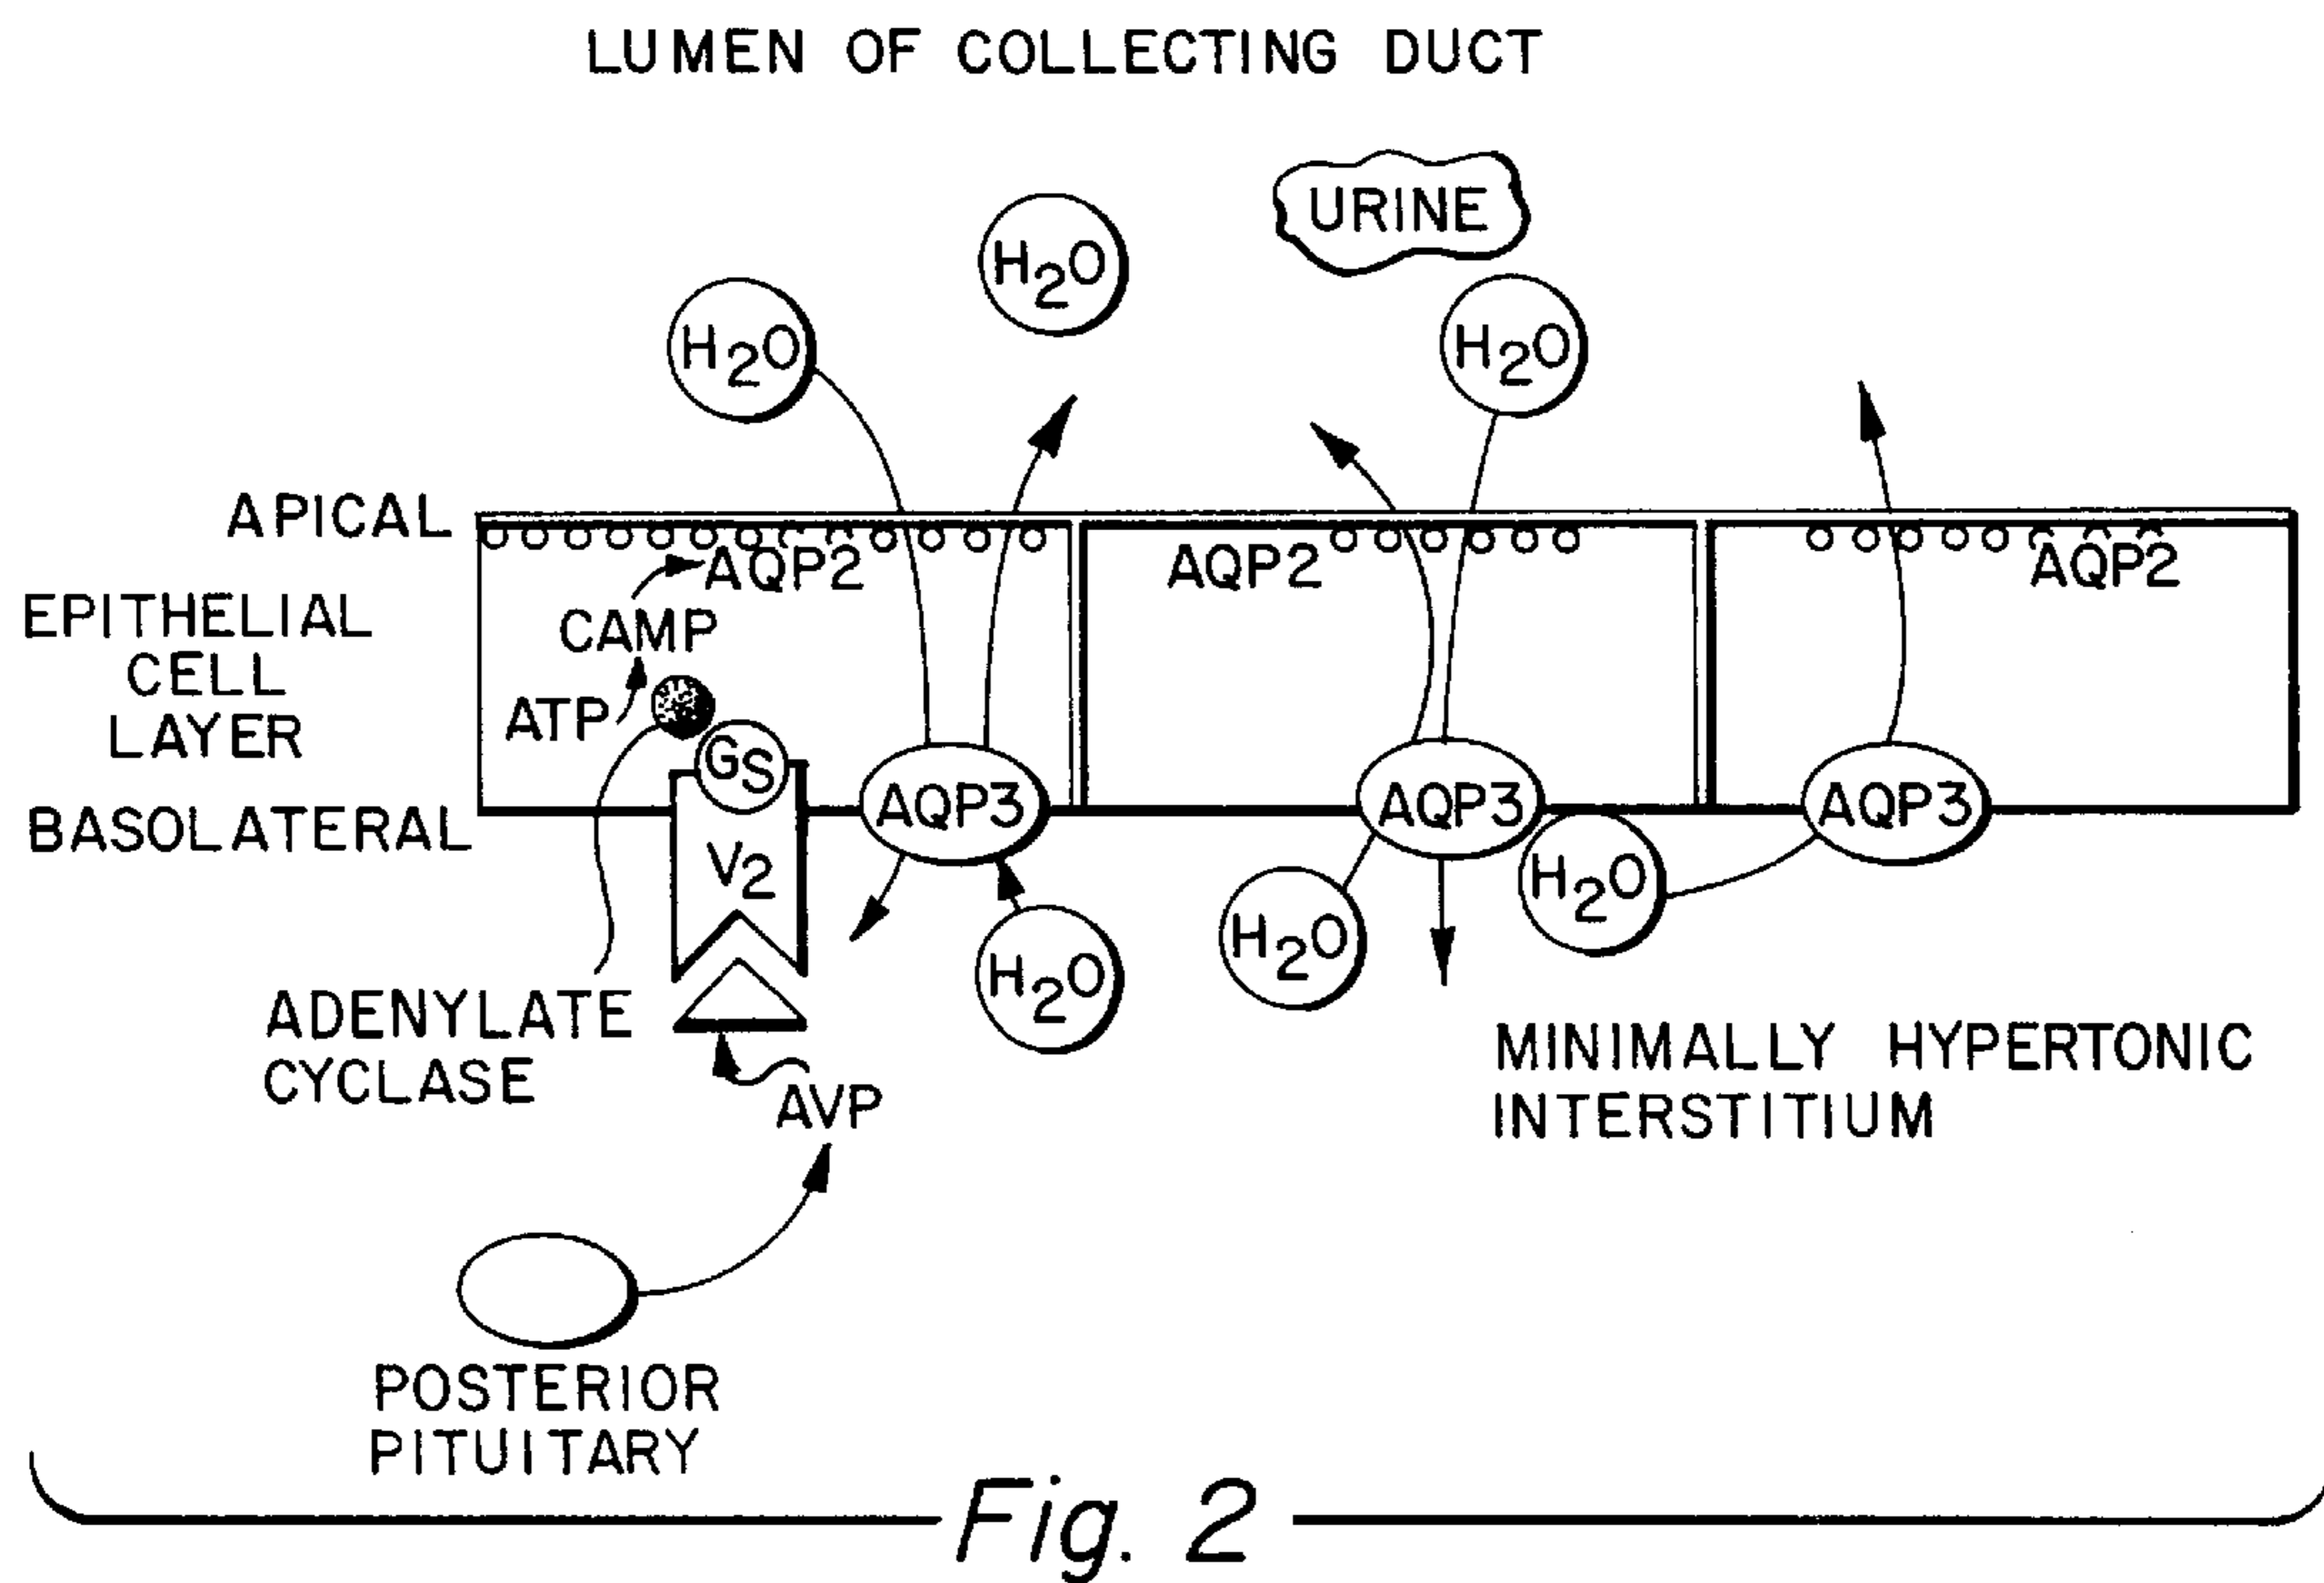 LUMEN OF COLLECTING DUCT
URINE
H2O
H2O
H2O
APICAL
AQP2
AQP2
AQP2
EPITHELIAL
CELL
LAYER
CAMP
ATP
GS
BASOLATERAL
AQP3
AQP3
AQP3
V2
H2O
H2O
H2O
ADENYLATE
CYCLASE
AVP
MINIMALLY HYPERTONIC
INTERSTITIUM
POSTERIOR
PITUITARY
Fig. 2